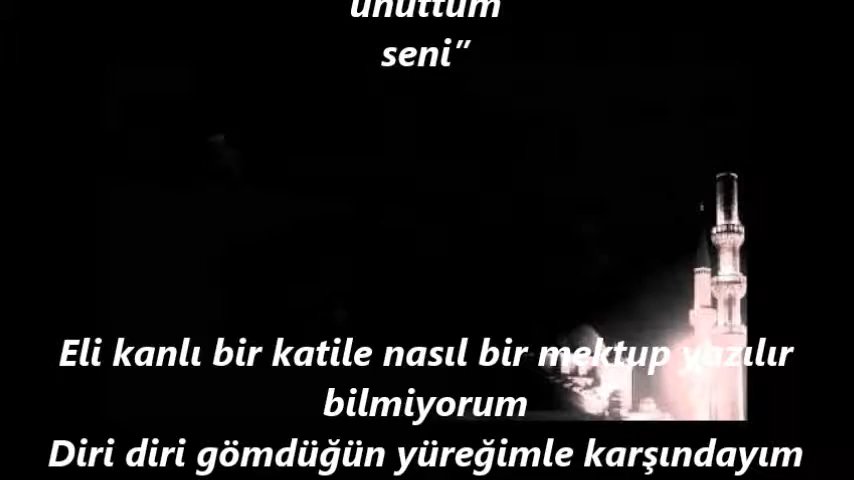 unuttum
seni”
Eli kanlı bir katile nasıl bir mektup yazılır
bilmiyorum
Diri diri gömdüğün yüreğimle karşındayım